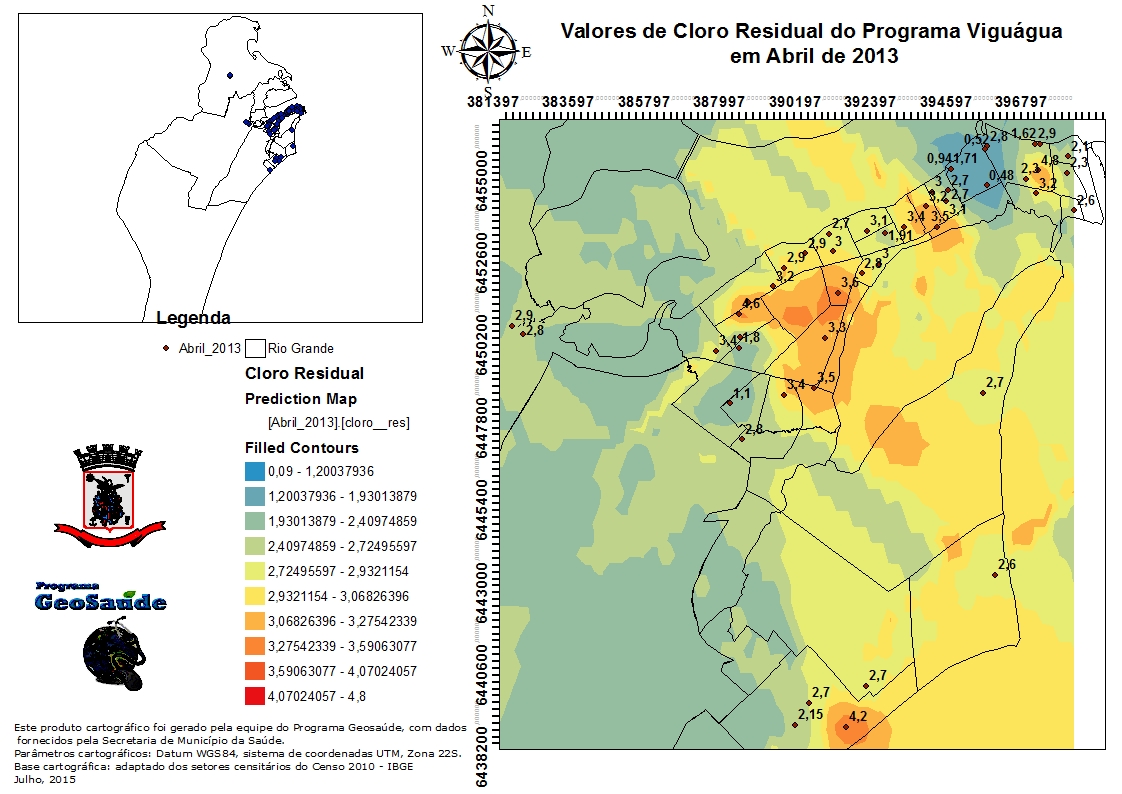 Valores de Cloro Residual do Programa Viguágua
em Abril de 2013
N
W
E
S
381397 383597 385797 387997 390197 392397 394597 396797
6455000
6452600
6450200
6447800
6445400
6443000
6440600
6438200
0,52 2,8 1,62 2,9
2,1
0,94 1,71
4,8
2,3
2,3
0,48
3,2
3 2,7
3,2 2,7
2,6
3,1
3,4 3,5
3,1
2,7
1,91
2,9 3
3
2,9
2,8
3,2
3,6
4,6
2,9
2,8
3,3
3,4 1,8
3,5
3,4
1,1
2,7
2,8
2,6
2,7
2,7
2,15
4,2
Legenda
Abril_2013 Rio Grande
Cloro Residual
Prediction Map
[Abril_2013].[cloro__res]
Filled Contours
0,09 - 1,20037936
1,20037936 - 1,93013879
1,93013879 - 2,40974859
2,40974859 - 2,72495597
2,72495597 - 2,9321154
2,9321154 - 3,06826396
3,06826396 - 3,27542339
3,27542339 - 3,59063077
3,59063077 - 4,07024057
4,07024057 - 4,8
Programa
GeoSaúde
Este produto cartográfico foi gerado pela equipe do Programa Geosaúde, com dados
fornecidos pela Secretaria de Município da Saúde.
Parâmetros cartográficos: Datum WGS84, sistema de coordenadas UTM, Zona 22S.
Base cartográfica: adaptado dos setores censitários do Censo 2010 - IBGE
Julho, 2015